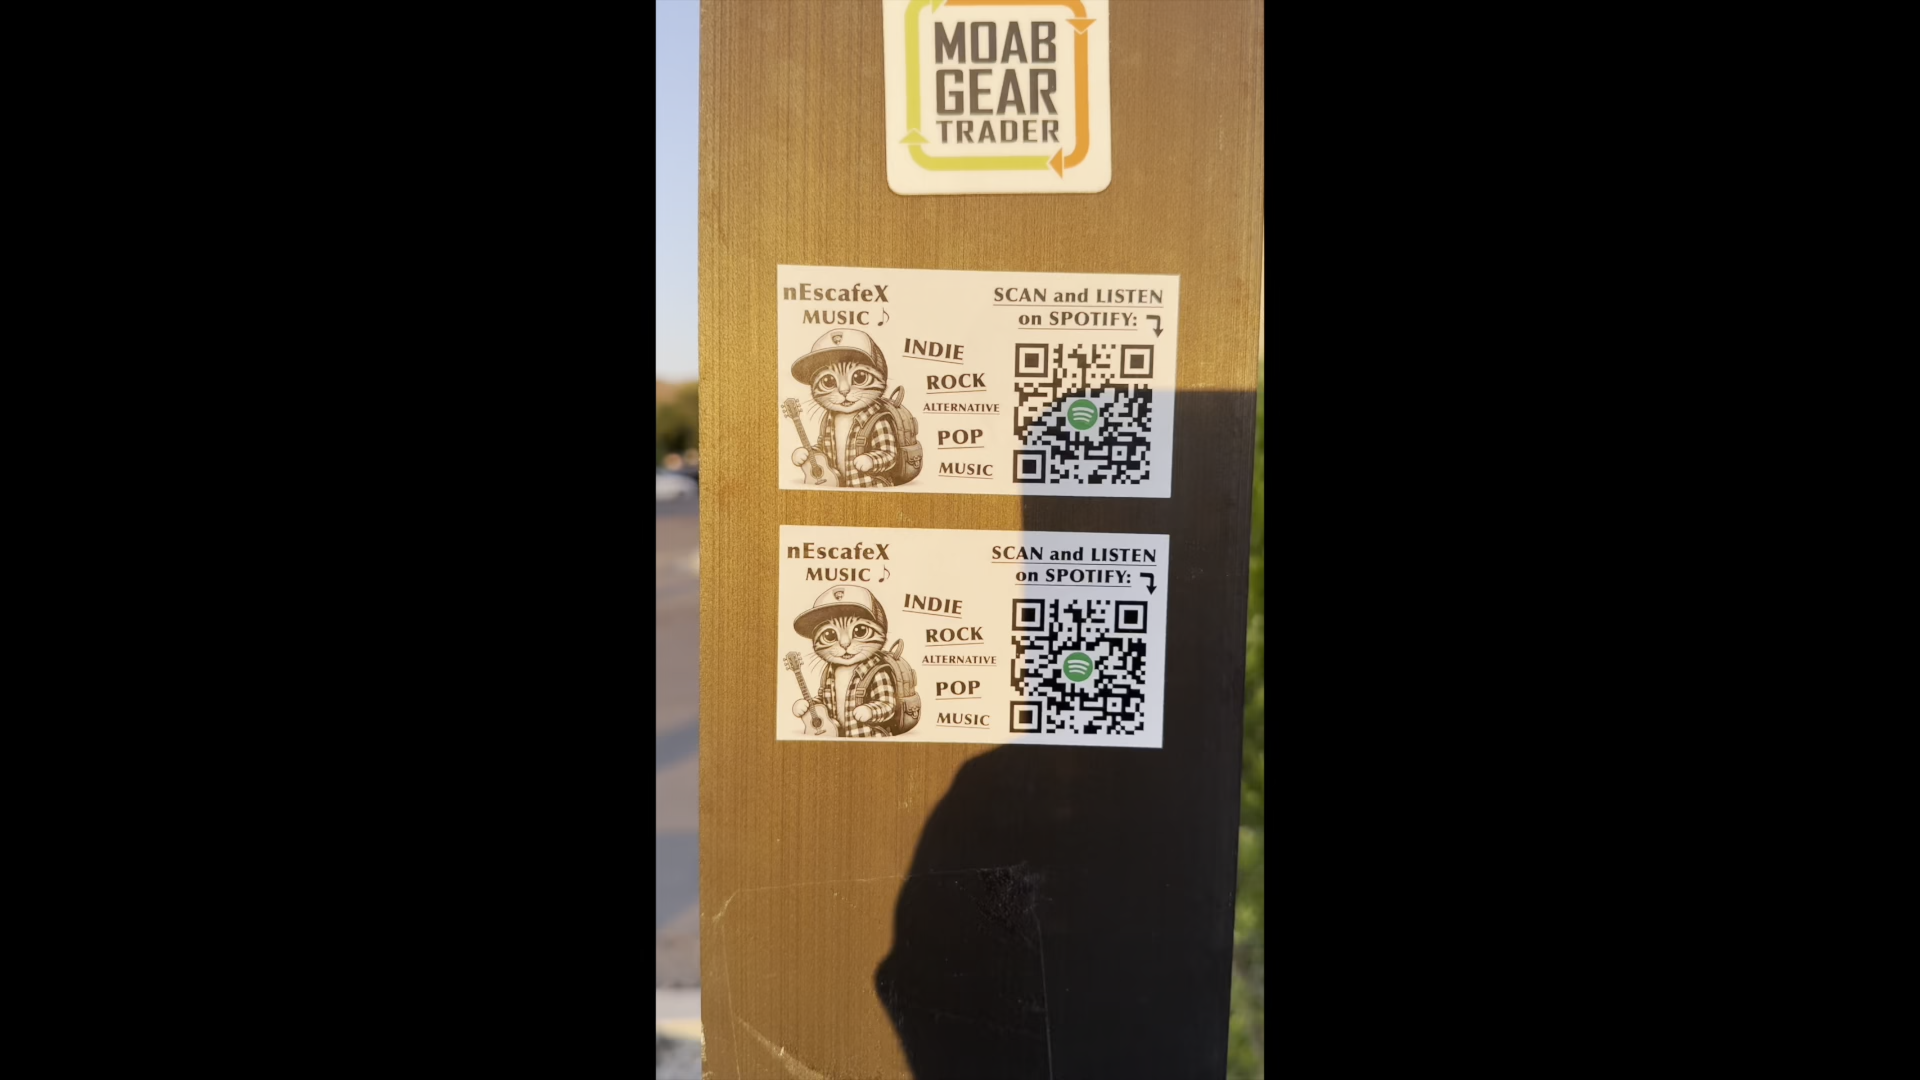 MOAB
GEAR
TRADER
nEscafeX
MUSIC ♪
SCAN and LISTEN
on SPOTIFY:
INDIE
ROCK
ALTERNATIVE
POP
MUSIC
nEscafeX
MUSIC ♪
SCAN and LISTEN
on SPOTIFY:
INDIE
ROCK
ALTERNATIVE
POP
MUSIC